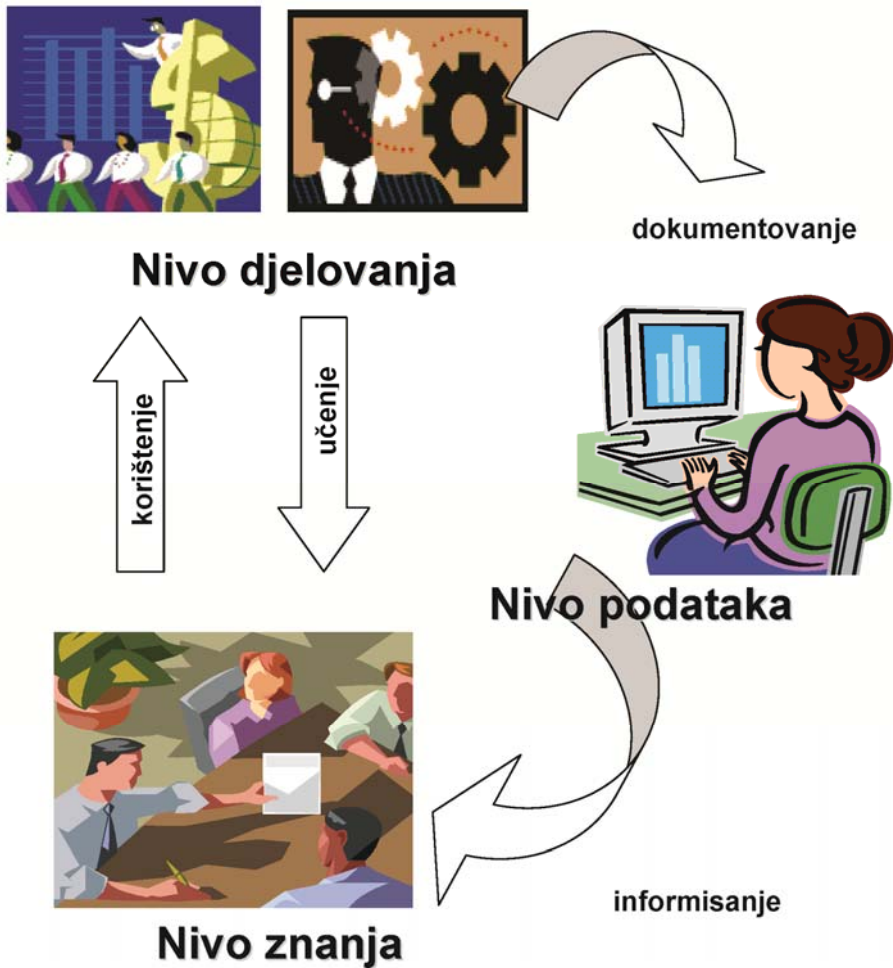 dokumentovanje
Nivo djelovanja
korištenje
učenje
Nivo podataka
informisanje
Nivo znanja